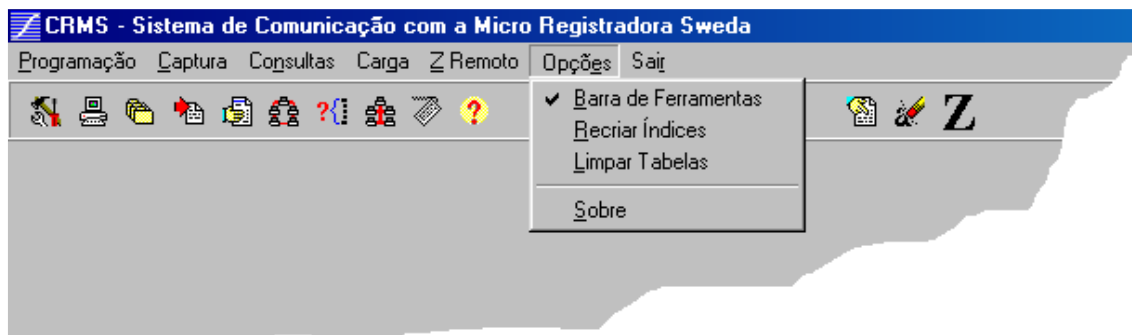 CRMS - Sistema de Comunicação com a Micro Registradora Sweda
Programação Captura Consultas Carga Z Remoto Opções Sair
?{ ? Z
Barra de Ferramentas
Recriar Índices
Limpar Tabelas
Sobre